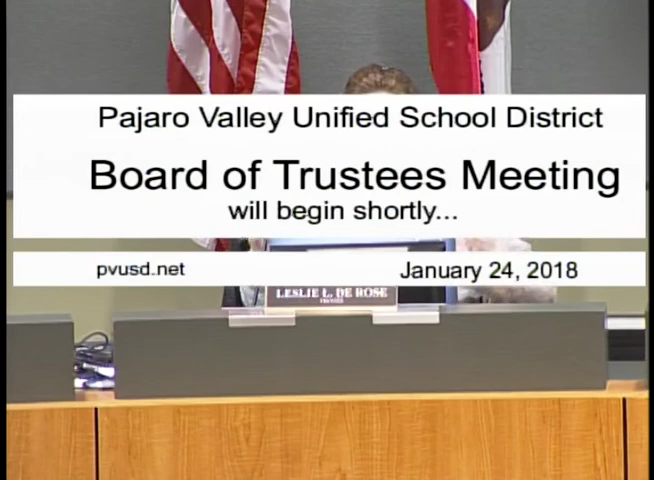 Pajaro Valley Unified School District
Board of Trustees Meeting
will begin shortly...
pvusd.net
January 24, 2018
LESLIE L. DE ROSE
TRUSTEE